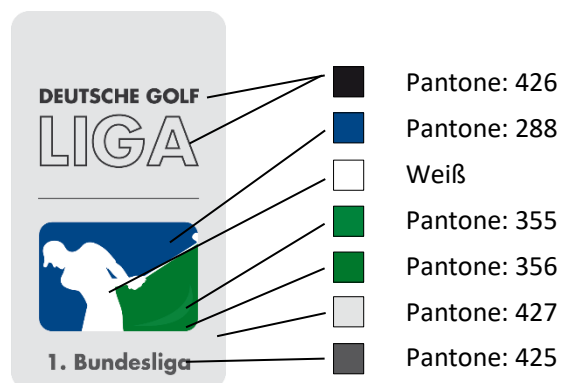 DEUTSCHE GOLF
LIGA
1. Bundesliga
Pantone: 426
Pantone: 288
Weiß
Pantone: 355
Pantone: 356
Pantone: 427
Pantone: 425